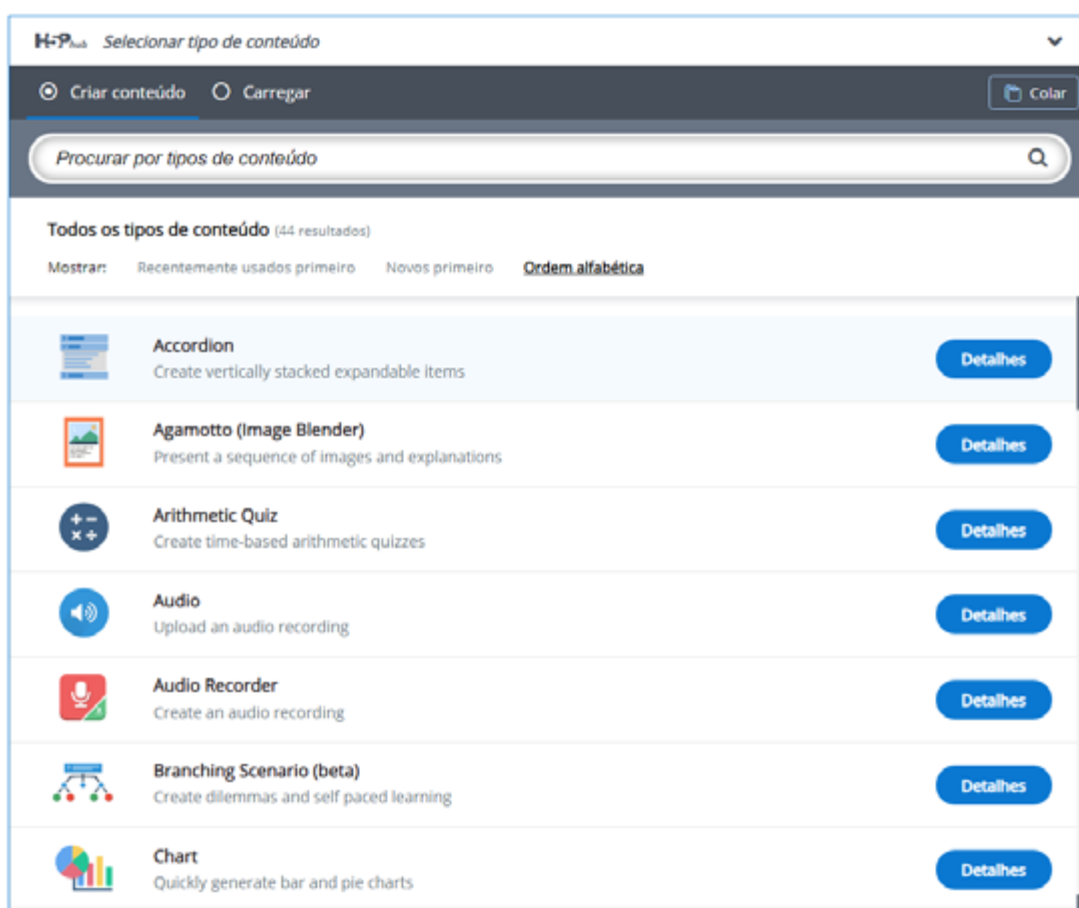 H5Phub Selecionar tipo de conteúdo
Criar conteúdo Carregar Colar
Procurar por tipos de conteúdo
Todos os tipos de conteúdo (44 resultados)
Mostrar: Recentemente usados primeiro Novos primeiro Ordem alfabética
Accordion
Create vertically stacked expandable items
Detalhes
Agamotto (Image Blender)
Present a sequence of images and explanations
Detalhes
Arithmetic Quiz
Create time-based arithmetic quizzes
Detalhes
Audio
Upload an audio recording
Detalhes
Audio Recorder
Create an audio recording
Detalhes
Branching Scenario (beta)
Create dilemmas and self paced learning
Detalhes
Chart
Quickly generate bar and pie charts
Detalhes